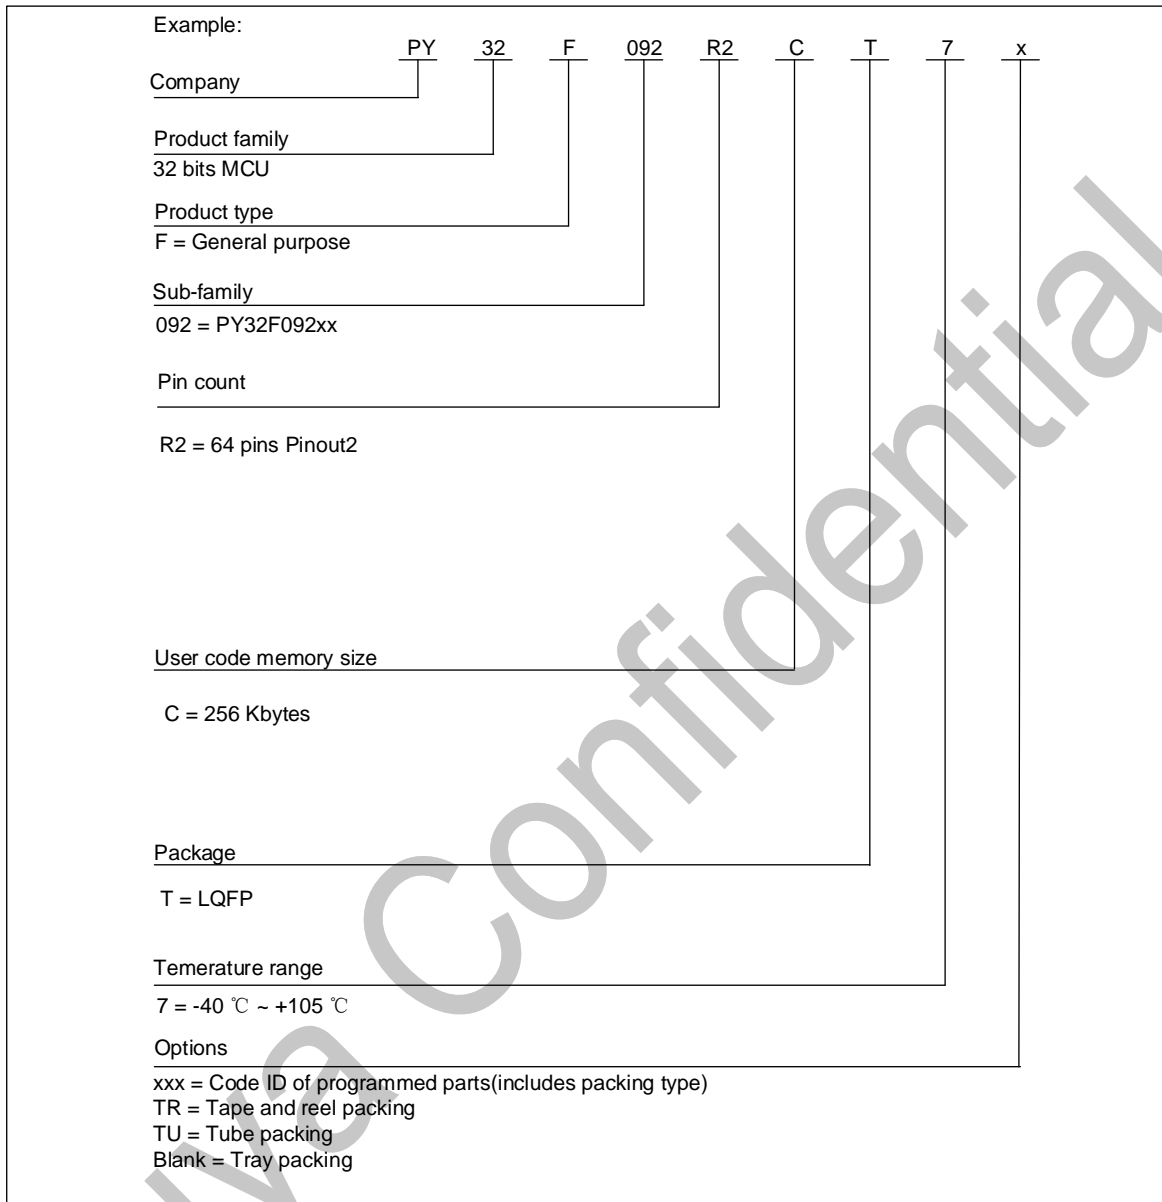 Example:
PY 32 F 092 R2 C T 7 x
Company
Product family
32 bits MCU
Product type
F = General purpose
Sub-family
092 = PY32F092xx
Pin count
R2 = 64 pins Pinout2
User code memory size
C = 256 Kbytes
Package
T = LQFP
Temerature range
7 = -40 ℃ ~ +105 ℃
Options
xxx = Code ID of programmed parts(includes packing type)
TR = Tape and reel packing
TU = Tube packing
Blank = Tray packing
ya Confidential